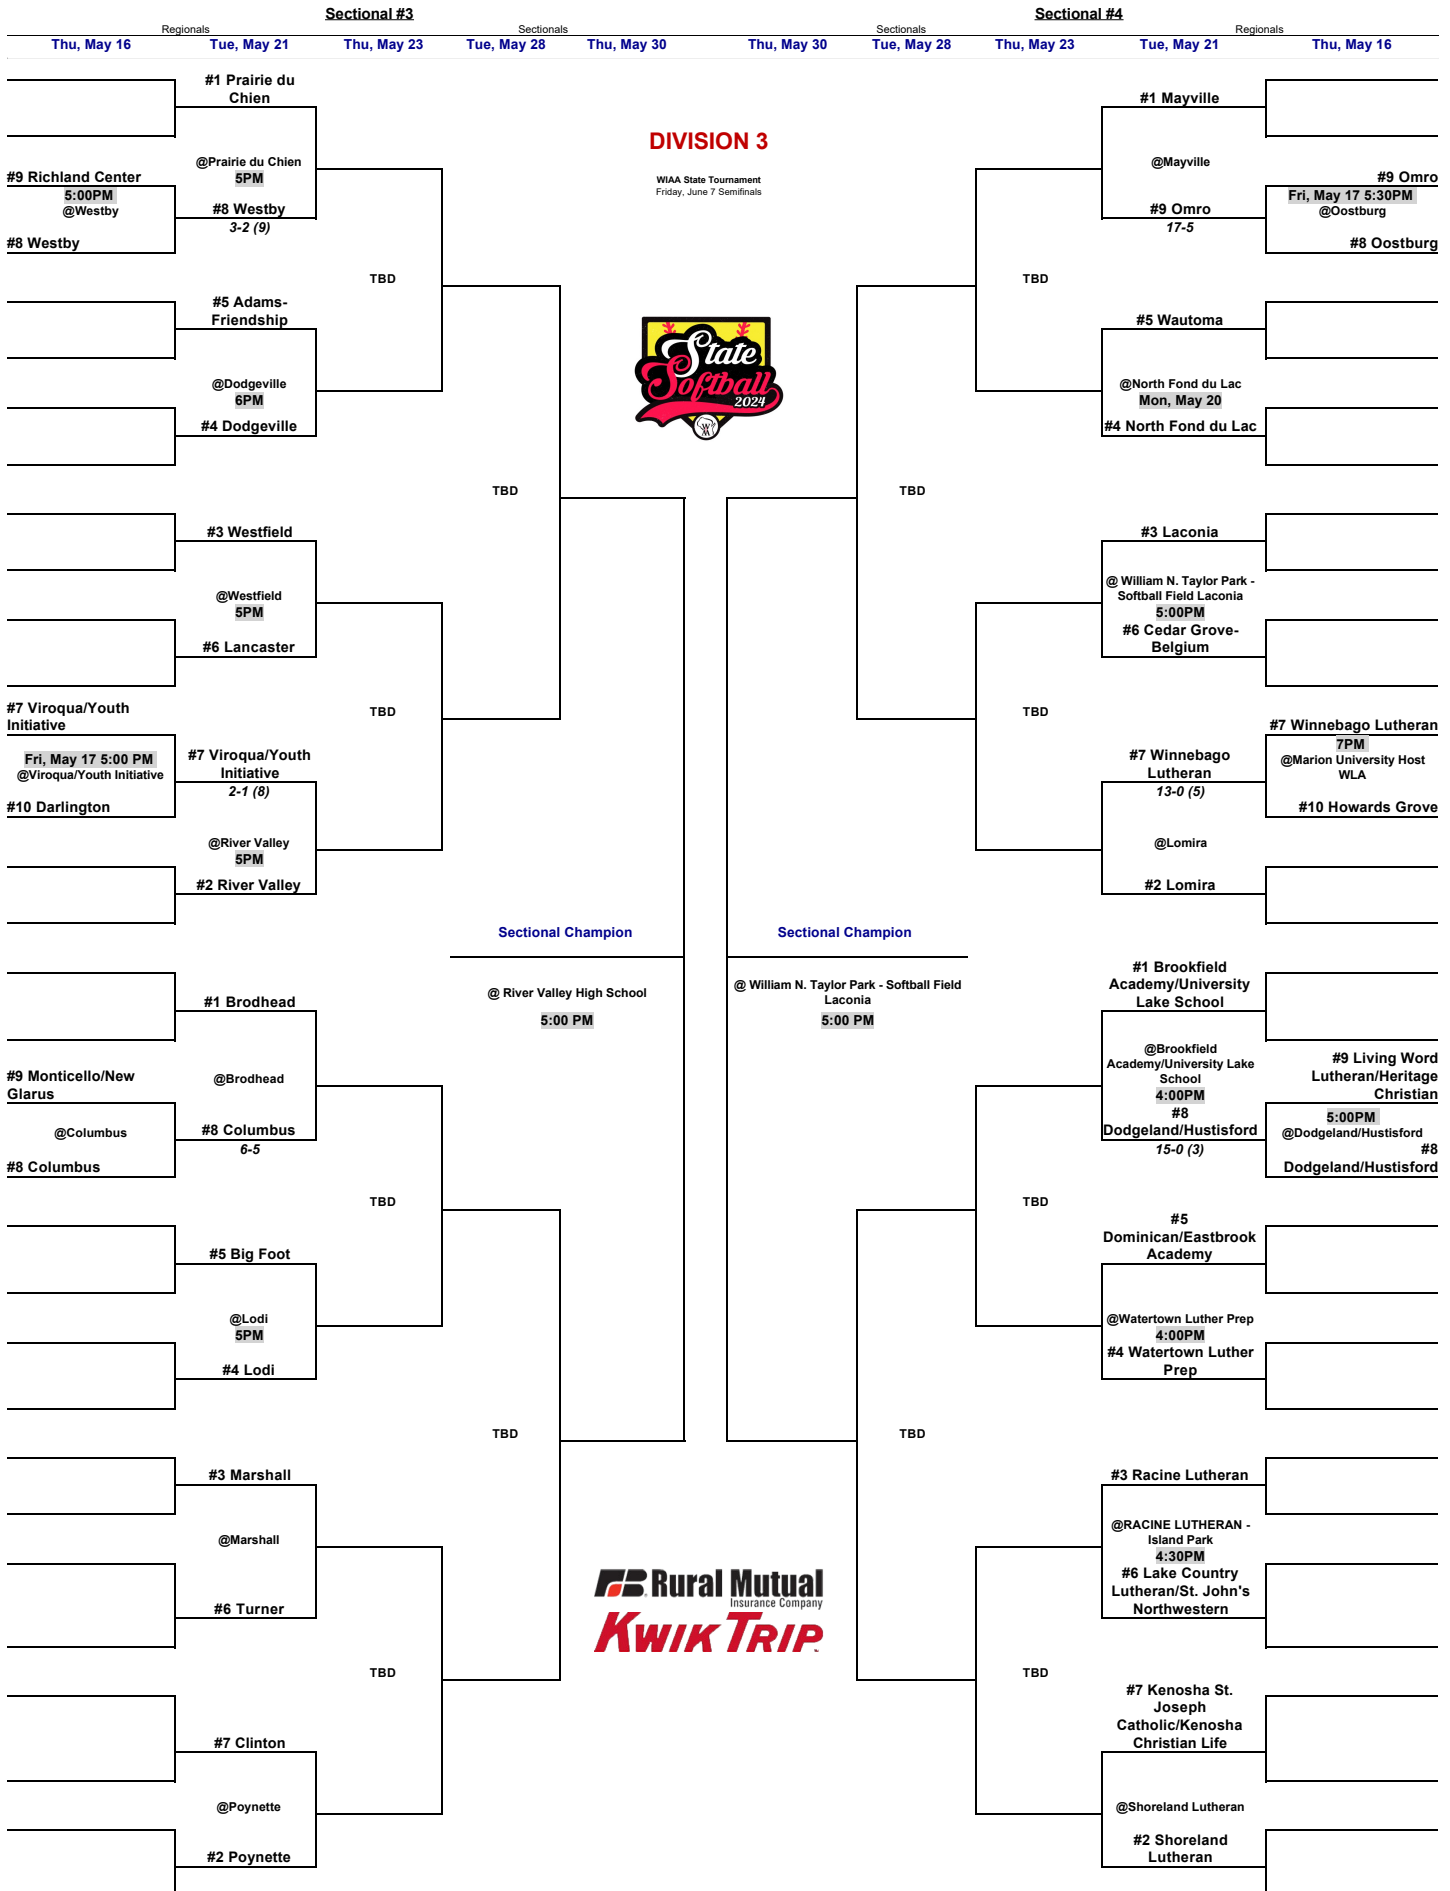 Sectional #3
Sectional #4
Regionals
Sectionals
Sectionals
Regionals
Thu, May 16
Tue, May 21
Thu, May 23
Tue, May 28
Thu, May 30
Thu, May 30
Tue, May 28
Thu, May 23
Tue, May 21
Thu, May 16
#1 Prairie du
Chien
@Prairie du Chien
5PM
#9 Richland Center
5:00PM
@Westby
#8 Westby
#8 Westby
3-2 (9)
TBD
#5 Adams-
Friendship
@Dodgeville
6PM
#4 Dodgeville
TBD
#3 Westfield
@Westfield
5PM
#6 Lancaster
#7 Viroqua/Youth
Initiative
Fri, May 17 5:00 PM
@Viroqua/Youth Initiative
#10 Darlington
TBD
#7 Viroqua/Youth
Initiative
2-1 (8)
@River Valley
5PM
#2 River Valley
Sectional Champion
@ River Valley High School
5:00 PM
#1 Brodhead
@Brodhead
#9 Monticello/New
Glarus
@Columbus
#8 Columbus
#8 Columbus
6-5
TBD
#5 Big Foot
@Lodi
5PM
#4 Lodi
TBD
#3 Marshall
@Marshall
#6 Turner
TBD
#7 Clinton
@Poynette
#2 Poynette
DIVISION 3
WIAA State Tournament
Friday, June 7 Semifinals
State
Softball
2024
Rural Mutual
Insurance Company
KWIK TRIP
#1 Mayville
@Mayville
#9 Omro
Fri, May 17 5:30PM
@Oostburg
#8 Oostburg
#9 Omro
17-5
TBD
#5 Wautoma
@North Fond du Lac
Mon, May 20
#4 North Fond du Lac
TBD
#3 Laconia
@ William N. Taylor Park -
Softball Field Laconia
5:00PM
#6 Cedar Grove-
Belgium
TBD
#7 Winnebago Lutheran
7PM
@Marion University Host
WLA
#10 Howards Grove
#7 Winnebago
Lutheran
13-0 (5)
@Lomira
#2 Lomira
Sectional Champion
@ William N. Taylor Park - Softball Field
Laconia
5:00 PM
#1 Brookfield
Academy/University
Lake School
@Brookfield
Academy/University Lake
School
4:00PM
#8
Dodgeland/Hustisford
15-0 (3)
#9 Living Word
Lutheran/Heritage
Christian
5:00PM
@Dodgeland/Hustisford
#8
Dodgeland/Hustisford
TBD
#5
Dominican/Eastbrook
Academy
@Watertown Luther Prep
4:00PM
#4 Watertown Luther
Prep
TBD
#3 Racine Lutheran
@RACINE LUTHERAN -
Island Park
4:30PM
#6 Lake Country
Lutheran/St. John's
Northwestern
TBD
#7 Kenosha St.
Joseph
Catholic/Kenosha
Christian Life
@Shoreland Lutheran
#2 Shoreland
Lutheran